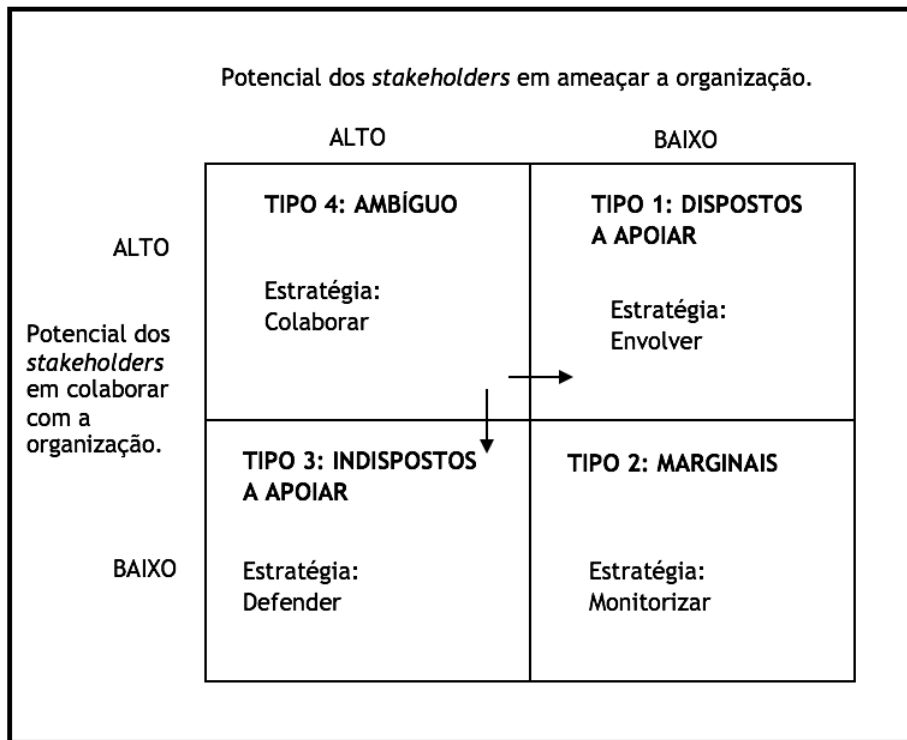 Potencial dos stakeholders em ameaçar a organização.
ALTO
BAIXO
TIPO 4: AMBÍGUO
TIPO 1: DISPOSTOS
A APOIAR
ALTO
Estratégia:
Colaborar
Estratégia:
Envolver
Potencial dos
stakeholders
em colaborar
com a
organização.
TIPO 3: INDISPOSTOS
A APOIAR
TIPO 2: MARGINAIS
BAIXO
Estratégia:
Defender
Estratégia:
Monitorizar